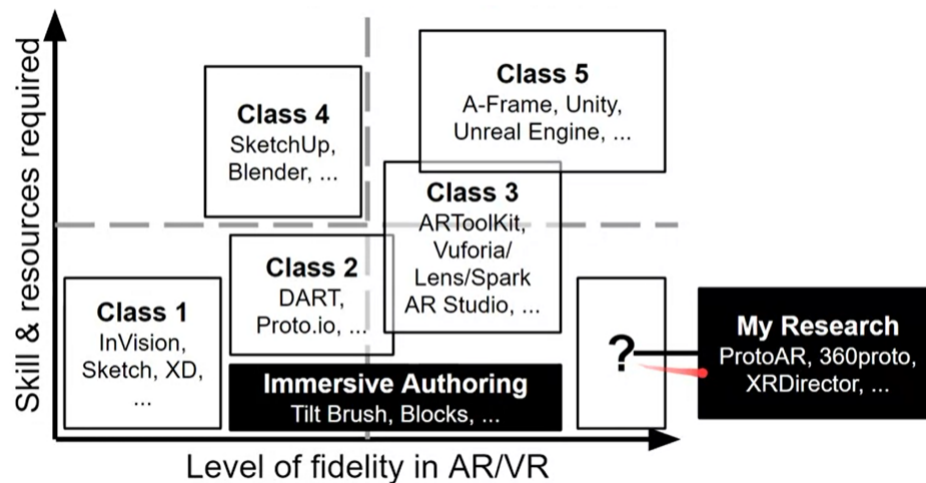 Skill & resources required
Class 4
SketchUp,
Blender, ...
Class 5
A-Frame, Unity,
Unreal Engine, ...
Class 3
ARToolKit,
Vuforia/
Lens/Spark
AR Studio, ...
Class 2
DART,
Proto.io, ...
Class 1
InVision,
Sketch, XD,
...
Immersive Authoring
Tilt Brush, Blocks, ...
?
My Research
ProtoAR, 360proto,
XRDirector, ...
Level of fidelity in AR/VR